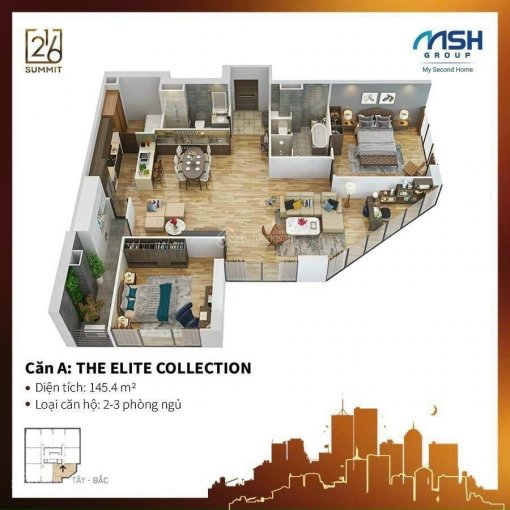 216
SUMMIT
MSH
GROUP
My Second Home
Căn A: THE ELITE COLLECTION
• Diện tích: 145.4 m²
• Loại căn hộ: 2-3 phòng ngủ
TÂY - BẮC